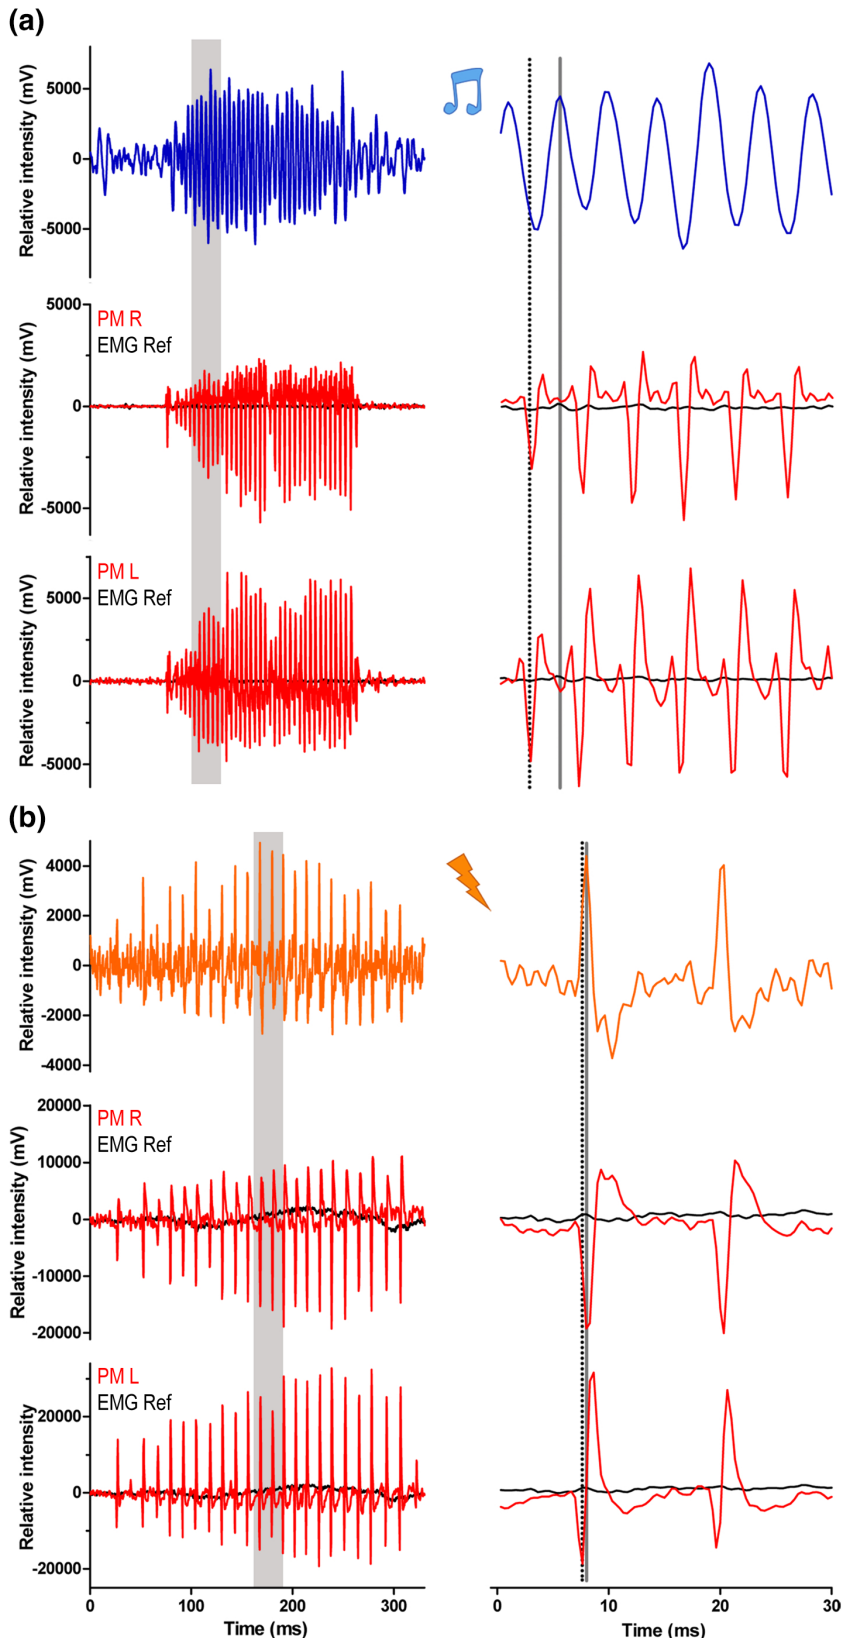 (a)
Relative intensity (mV)
5000
0
-5000
Relative intensity (mV)
5000
0
-5000
PM R
EMG Ref
Relative intensity (mV)
5000
0
-5000
PM L
EMG Ref
(b)
Relative intensity (mV)
4000
2000
0
-2000
-4000
Relative intensity (mV)
20000
10000
0
-10000
-20000
PM R
EMG Ref
Relative intensity
20000
0
-20000
PM L
EMG Ref
0 100 200 300
Time (ms)
0 10 20 30
Time (ms)